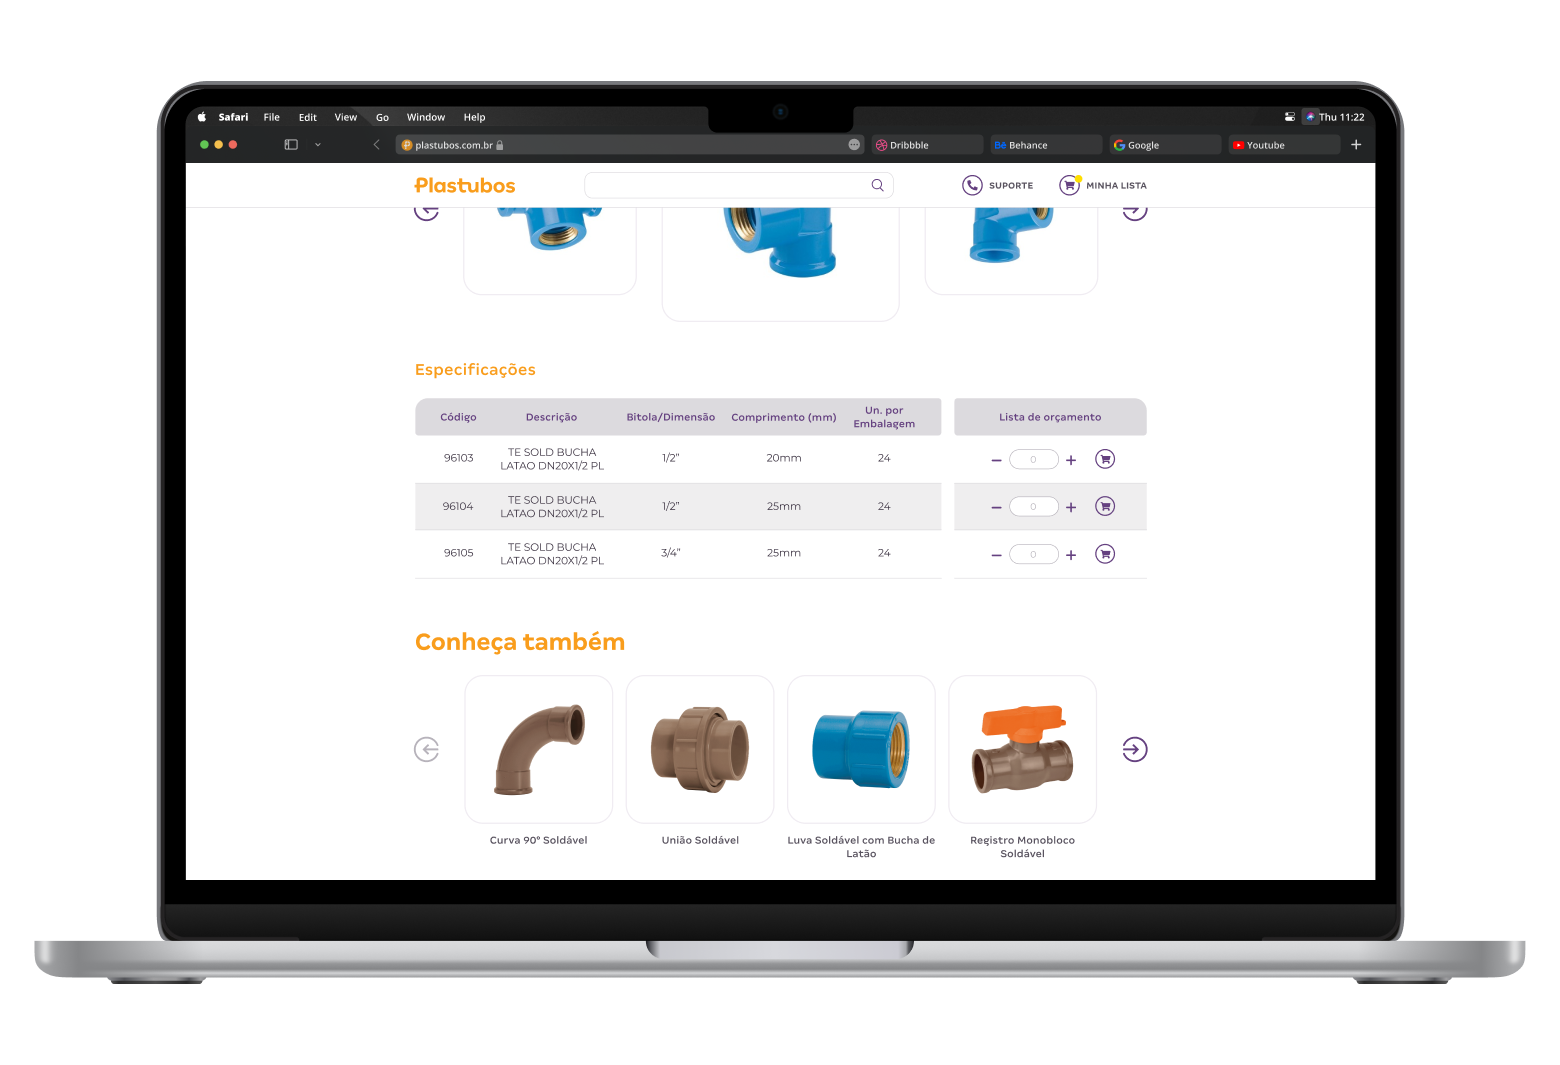 Safari File Edit View Go Window Help Thu 11:22
plastubos.com.br Dribbble Bē Behance Google Youtube
Plastubos SUPORTE MINHA LISTA
Especificações
Código Descrição Bitola/Dimensão Comprimento (mm) Un. por Embalagem Lista de orçamento
96103 TE SOLD BUCHA LATAO DN20X1/2 PL 1/2" 20mm 24 – 0 +
96104 TE SOLD BUCHA LATAO DN20X1/2 PL 1/2" 25mm 24 – 0 +
96105 TE SOLD BUCHA LATAO DN20X1/2 PL 3/4" 25mm 24 – 0 +
Conheça também
Curva 90° Soldável
União Soldável
Luva Soldável com Bucha de
Latão
Registro Monobloco
Soldável